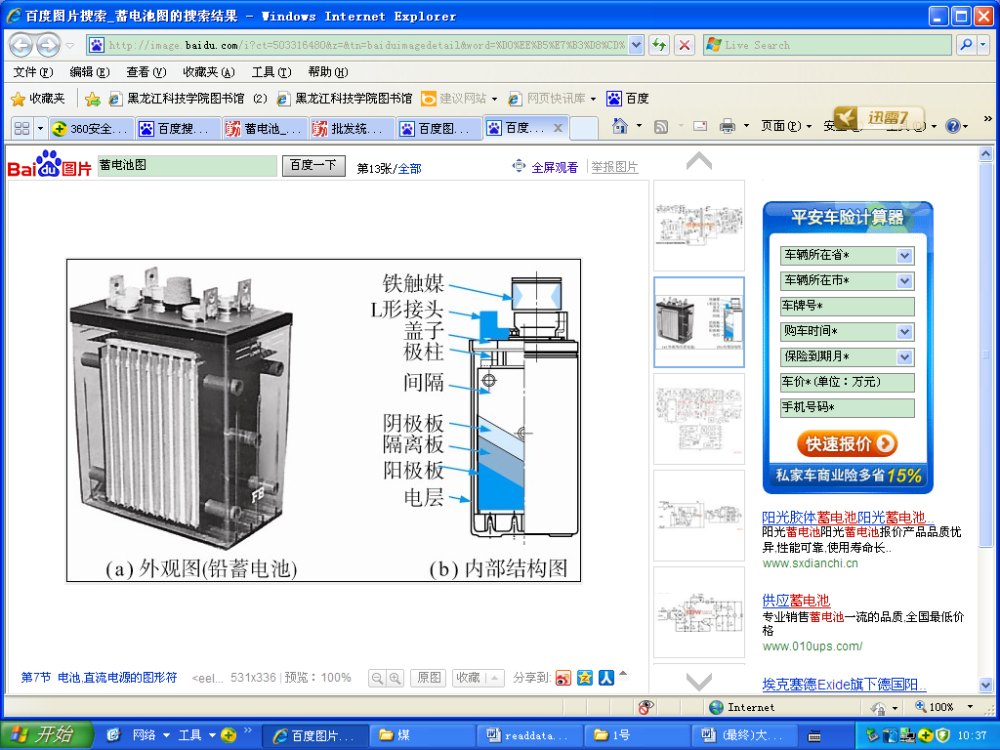 百度图片搜索_蓄电池图的搜索结果 - Windows Internet Explorer
http://image.baidu.com/i?ct=503316480&z=&tn=baiduimagedetail&word=%D0%EE%B5%E7%B3%D8%CD%
Live Search
文件(F) 编辑(E) 查看(V) 收藏夹(A) 工具(T) 帮助(H)
收藏夹 黑龙江科技学院图书馆 (2) 黑龙江科技学院图书馆 建议网站 网页快讯库 百度
360安全... 百度搜... 蓄电池_... 批发统... 百度图... 百度... 页面(P) 迅雷7
Bai du 图片 蓄电池图 百度一下 第13张/全部 全屏观看 举报图片
铁触媒
L形接头
盖子
极柱
间隔
阴极板
隔离板
阳极板
电层
FB
(a) 外观图(铅蓄电池) (b) 内部结构图
第7节 电池,直流电源的图形符 <eel... 531x336 | 预览：100% 原图 收藏 分享到:
平安车险计算器
车辆所在省*
车辆所在市*
车牌号*
购车时间*
保险到期月*
车价*(单位：万元)
手机号码*
快速报价
私家车商业险多省15%
阳光胶体蓄电池阳光蓄电池..
阳光蓄电池阳光蓄电池报价产品品质优
异,性能可靠,使用寿命长..
www.sxdianchi.cn
供应蓄电池
专业销售蓄电池一流的品质,全国最低价
格
www.010ups.com/
埃克塞德Exide旗下德国阳..
Internet 100%
开始 网络 工具 百度图片... 煤 readdata... 1号 (最终)大... 10:37